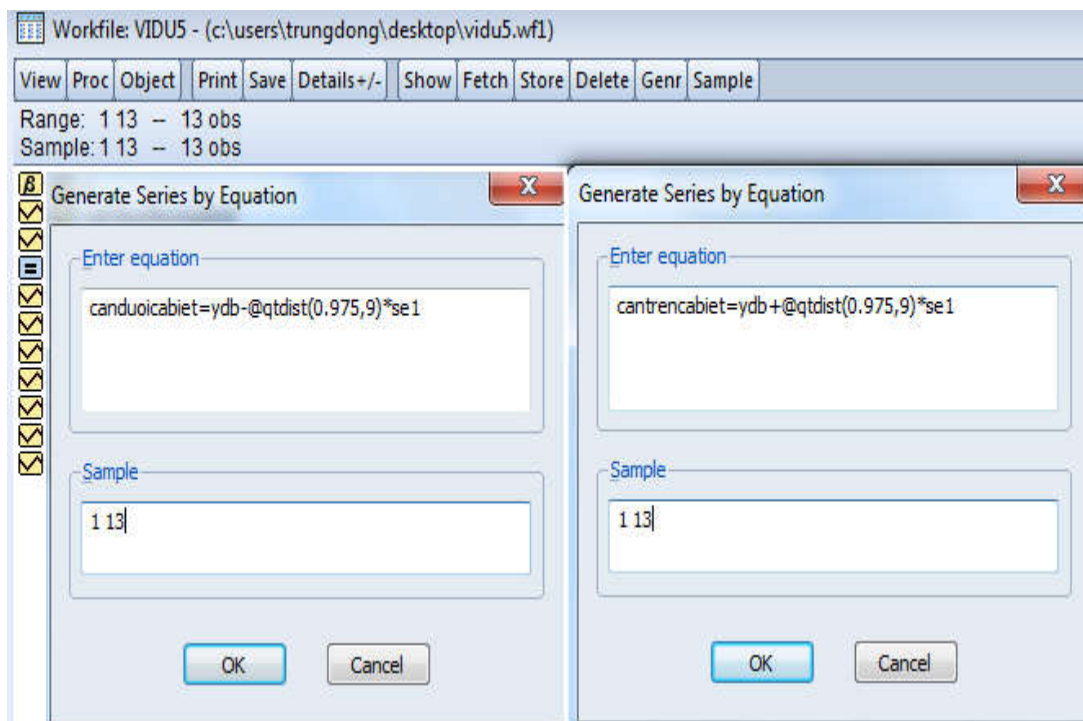 Workfile: VIDU5 - (c:\users\trungdong\desktop\vidu5.wf1)
View Proc Object Print Save Details+/- Show Fetch Store Delete Genr Sample
Range: 1 13 -- 13 obs
Sample: 1 13 -- 13 obs
Generate Series by Equation
Enter equation
canduoicabiet=ydb-@qtdist(0.975,9)*se1
Sample
1 13
OK Cancel
Generate Series by Equation
Enter equation
cantrencabiet=ydb+@qtdist(0.975,9)*se1
Sample
1 13
OK Cancel